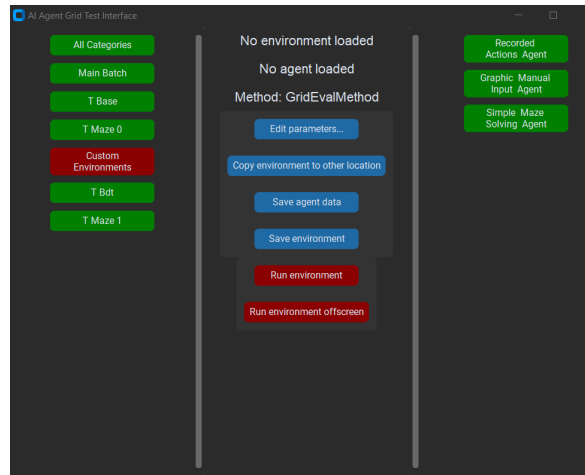 AI Agent Grid Test Interface
All Categories
Main Batch
T Base
T Maze 0
Custom
Environments
T Bdt
T Maze 1
No environment loaded
No agent loaded
Method: GridEvalMethod
Edit parameters...
Copy environment to other location
Save agent data
Save environment
Run environment
Run environment offscreen
Recorded
Actions Agent
Graphic Manual
Input Agent
Simple Maze
Solving Agent